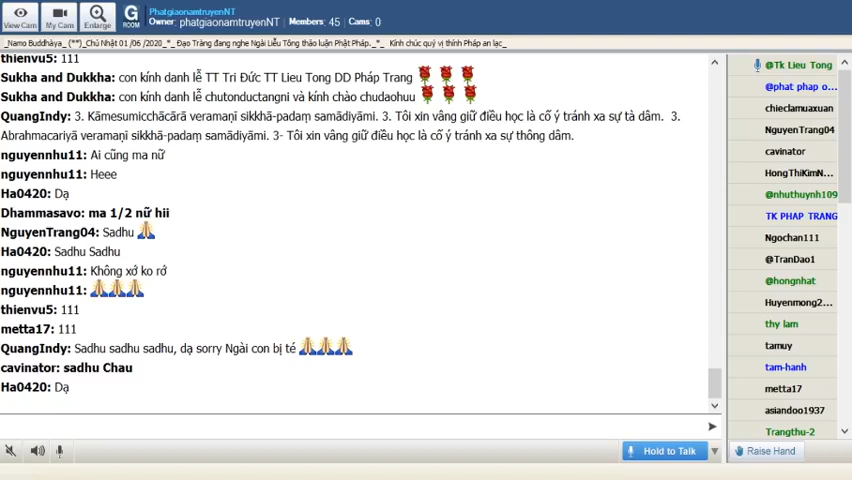 View Cam
My Cam
Enlarge
G
ROOM
PhatgiaonamtruyenNT
Owner: phatgiaonamtruyenNT Members: 45 Cams: 0
_Namo Buddhàya_ (**)_Chủ Nhật 01 /06 /2020_*_ Đạo Tràng đang nghe Ngài Liễu Tông thảo luận Phật Pháp._*_ Kính chúc quý vị thính Pháp an lạc_
thienvu5: 111
Sukha and Dukkha: con kính danh lễ TT Tri Đức TT Lieu Tong DD Pháp Trang
Sukha and Dukkha: con kính danh lễ chutonductangni và kính chào chudaohuu
QuangIndy: 3. Kāmesumicchācārā veramaṇī sikkhā-padaṃ samādiyāmi. 3. Tôi xin vâng giữ điều học là cố ý tránh xa sự tà dâm. 3.
Abrahmacariyā veramaṇī sikkhā-padaṃ samādiyāmi. 3- Tôi xin vâng giữ điều học là cố ý tránh xa sự thông dâm.
nguyennhu11: Ai cũng ma nữ
nguyennhu11: Heee
Ha0420: Dạ
Dhammasavo: ma 1/2 nữ hii
NguyenTrang04: Sadhu
Ha0420: Sadhu Sadhu
nguyennhu11: Không xớ ko rớ
nguyennhu11:
thienvu5: 111
metta17: 111
QuangIndy: Sadhu sadhu sadhu, dạ sorry Ngài con bị té
cavinator: sadhu Chau
Ha0420: Dạ
Hold to Talk
@Tk Lieu Tong
@phat phap o...
chieclamuaxuan
NguyenTrang04
cavinator
HongThiKimN...
@nhuthuynh109
TK PHAP TRANG
Ngochan111
@TranDao1
@hongnhat
Huyenmong2...
thy lam
tamuy
tam-hanh
metta17
asiandoo1937
Trangthu-2
Raise Hand